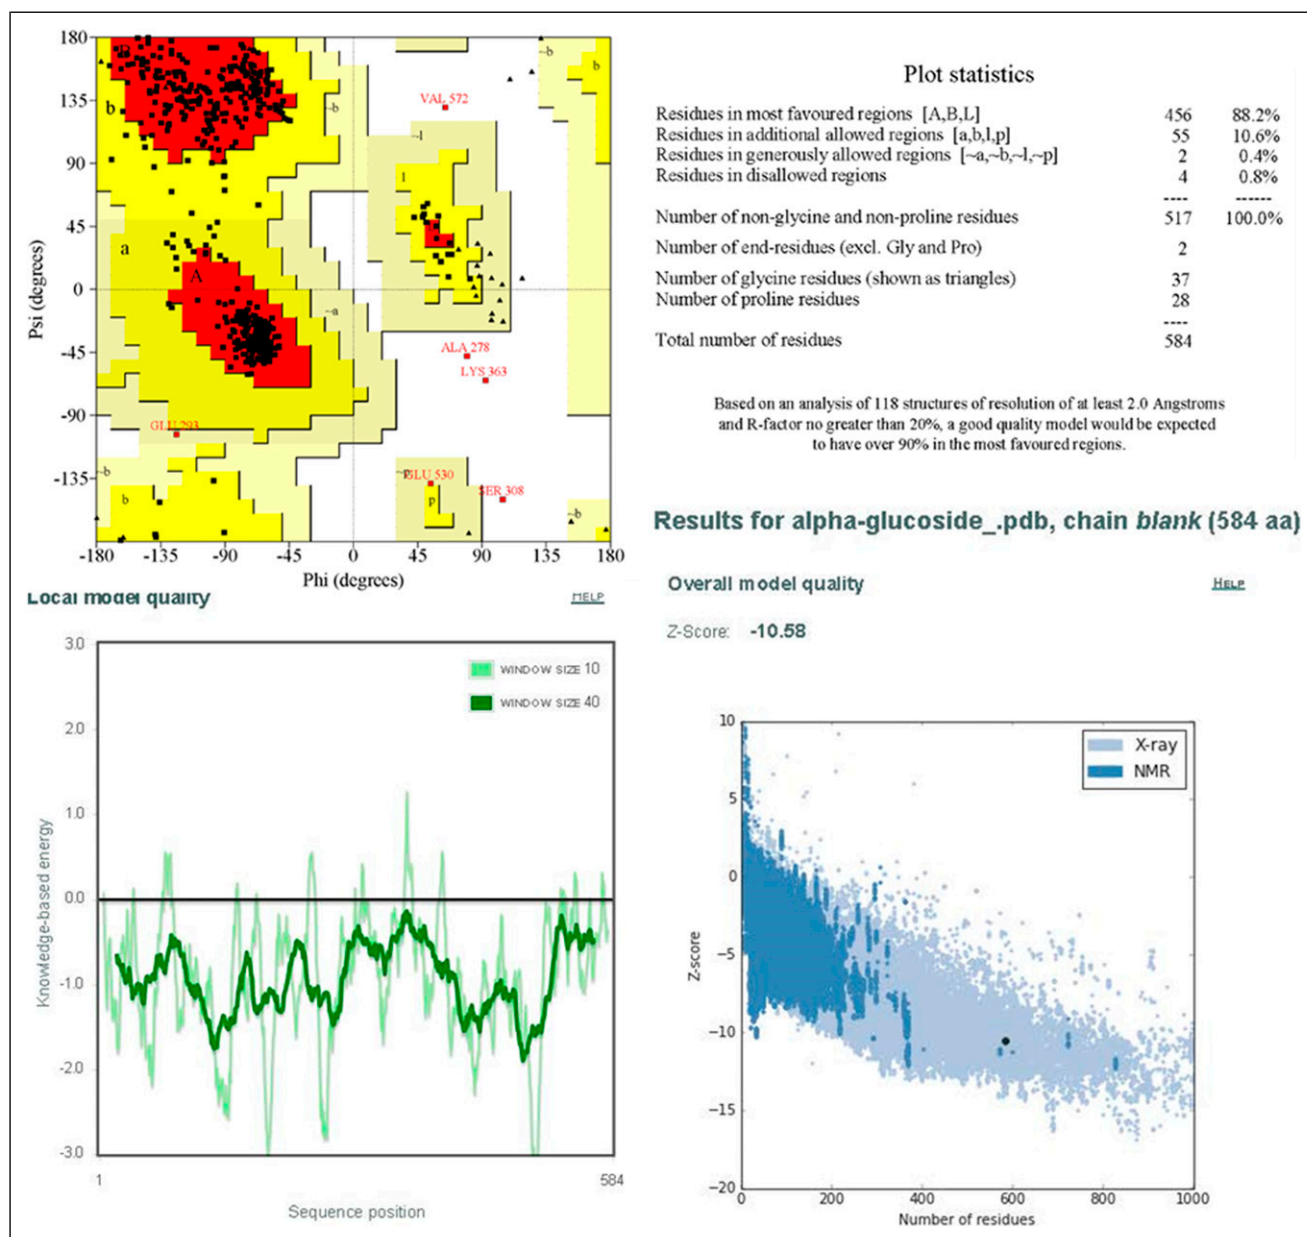 180
135
90
45
0
-45
-90
-135
-180
Psi (degrees)
B
b
~b
~b
b
VAL 572
~l
l
a
A
~a
ALA 278
LYS 363
GLU 293
~b
b
~p
GLU 530
p
SER 308
~b
-180 -135 -90 -45 0 45 90 135 180
Phi (degrees)
Plot statistics
Residues in most favoured regions [A,B,L] 456 88.2%
Residues in additional allowed regions [a,b,l,p] 55 10.6%
Residues in generously allowed regions [~a,~b,~l,~p] 2 0.4%
Residues in disallowed regions 4 0.8%
---- ------
Number of non-glycine and non-proline residues 517 100.0%
Number of end-residues (excl. Gly and Pro) 2
Number of glycine residues (shown as triangles) 37
Number of proline residues 28
----
Total number of residues 584
Based on an analysis of 118 structures of resolution of at least 2.0 Angstroms
and R-factor no greater than 20%, a good quality model would be expected
to have over 90% in the most favoured regions.
Results for alpha-glucoside_.pdb, chain blank (584 aa)
Local model quality HELP
3.0
2.0
1.0
0.0
-1.0
-2.0
-3.0
Knowledge-based energy
WINDOW SIZE 10
WINDOW SIZE 40
1 584
Sequence position
Overall model quality HELP
Z-Score: -10.58
10
5
0
−5
−10
−15
−20
Z-score
X-ray
NMR
0 200 400 600 800 1000
Number of residues